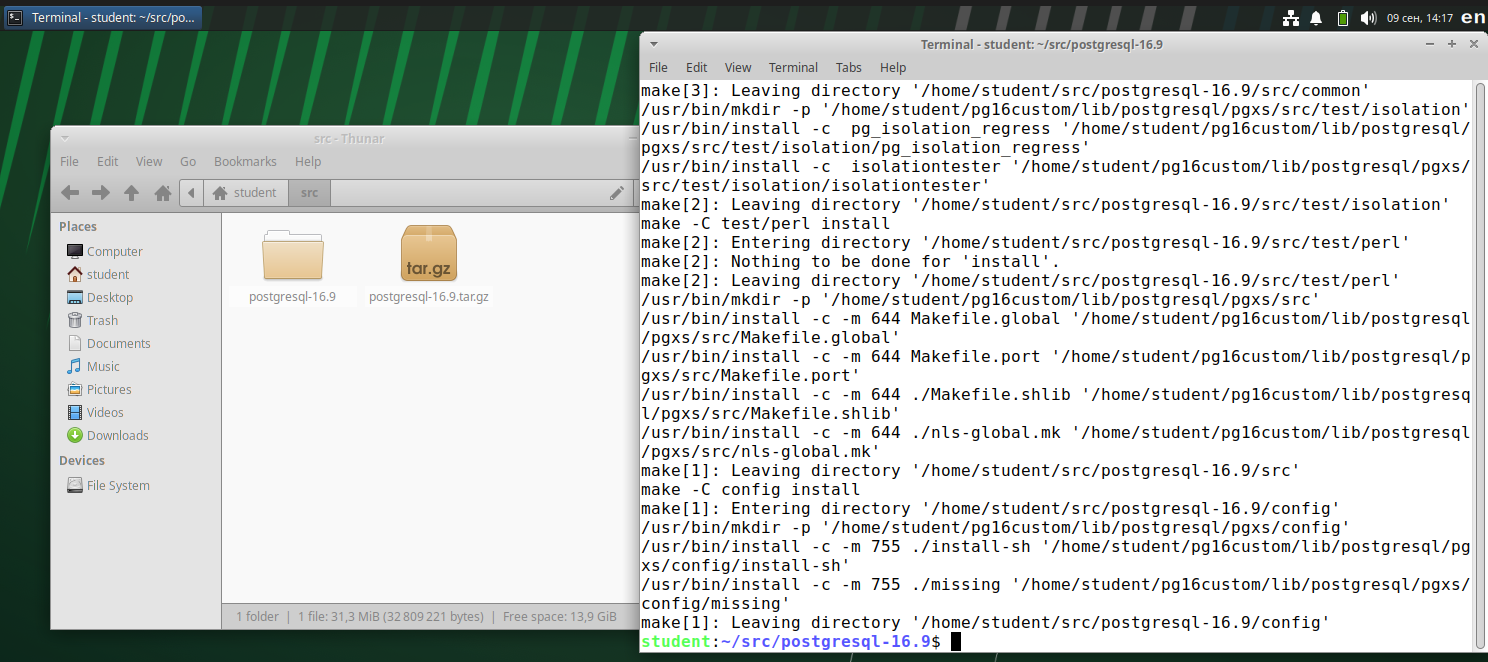 Terminal - student: ~/src/po...
09 сен, 14:17 en
src - Thunar
File Edit View Go Bookmarks Help
student src
Places
Computer
student
Desktop
Trash
Documents
Music
Pictures
Videos
Downloads
Devices
File System
tar.gz
postgresql-16.9 postgresql-16.9.tar.gz
1 folder | 1 file: 31,3 MiB (32 809 221 bytes) | Free space: 13,9 GiB
Terminal - student: ~/src/postgresql-16.9
File Edit View Terminal Tabs Help
make[3]: Leaving directory '/home/student/src/postgresql-16.9/src/common'
/usr/bin/mkdir -p '/home/student/pg16custom/lib/postgresql/pgxs/src/test/isolation'
/usr/bin/install -c  pg_isolation_regress '/home/student/pg16custom/lib/postgresql/
pgxs/src/test/isolation/pg_isolation_regress'
/usr/bin/install -c  isolationtester '/home/student/pg16custom/lib/postgresql/pgxs/
src/test/isolation/isolationtester'
make[2]: Leaving directory '/home/student/src/postgresql-16.9/src/test/isolation'
make -C test/perl install
make[2]: Entering directory '/home/student/src/postgresql-16.9/src/test/perl'
make[2]: Nothing to be done for 'install'.
make[2]: Leaving directory '/home/student/src/postgresql-16.9/src/test/perl'
/usr/bin/mkdir -p '/home/student/pg16custom/lib/postgresql/pgxs/src'
/usr/bin/install -c -m 644 Makefile.global '/home/student/pg16custom/lib/postgresql
/pgxs/src/Makefile.global'
/usr/bin/install -c -m 644 Makefile.port '/home/student/pg16custom/lib/postgresql/p
gxs/src/Makefile.port'
/usr/bin/install -c -m 644 ./Makefile.shlib '/home/student/pg16custom/lib/postgresq
l/pgxs/src/Makefile.shlib'
/usr/bin/install -c -m 644 ./nls-global.mk '/home/student/pg16custom/lib/postgresql
/pgxs/src/nls-global.mk'
make[1]: Leaving directory '/home/student/src/postgresql-16.9/src'
make -C config install
make[1]: Entering directory '/home/student/src/postgresql-16.9/config'
/usr/bin/mkdir -p '/home/student/pg16custom/lib/postgresql/pgxs/config'
/usr/bin/install -c -m 755 ./install-sh '/home/student/pg16custom/lib/postgresql/pg
xs/config/install-sh'
/usr/bin/install -c -m 755 ./missing '/home/student/pg16custom/lib/postgresql/pgxs/
config/missing'
make[1]: Leaving directory '/home/student/src/postgresql-16.9/config'
student:~/src/postgresql-16.9$